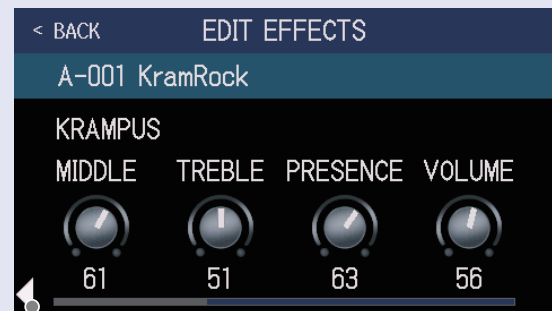 < BACK EDIT EFFECTS
A-001 KramRock
KRAMPUS
MIDDLE TREBLE PRESENCE VOLUME
61 51 63 56